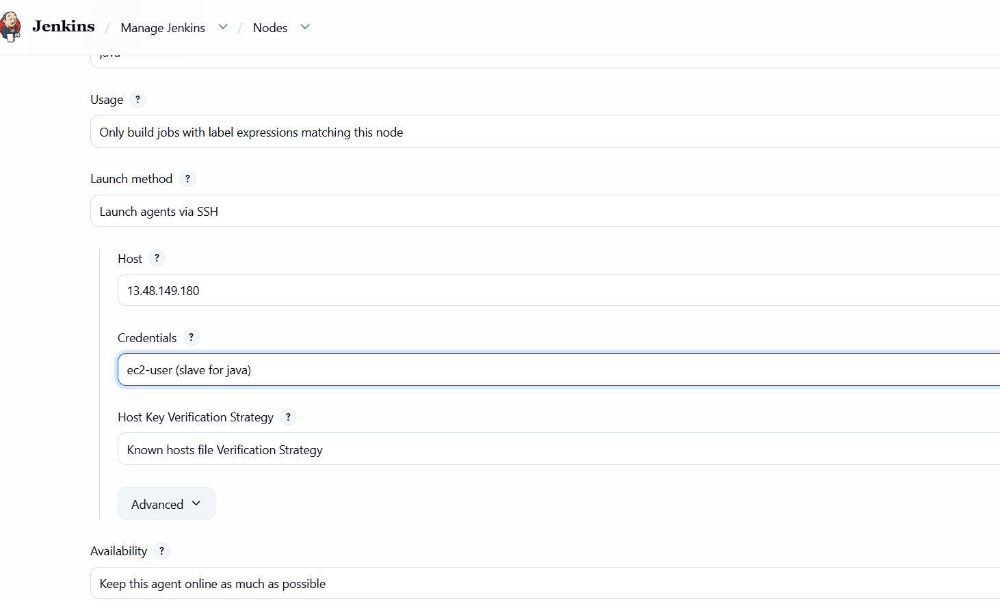 Jenkins / Manage Jenkins / Nodes
java
Usage ?
Only build jobs with label expressions matching this node
Launch method ?
Launch agents via SSH
Host ?
13.48.149.180
Credentials ?
ec2-user (slave for java)
Host Key Verification Strategy ?
Known hosts file Verification Strategy
Advanced
Availability ?
Keep this agent online as much as possible